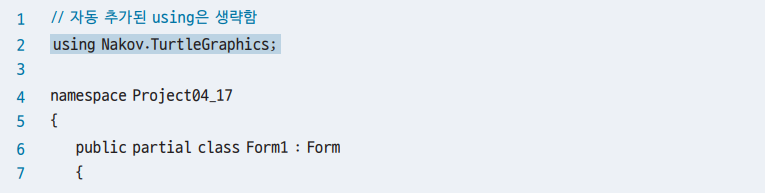 1 // 자동 추가된 using은 생략함
2 using Nakov.TurtleGraphics;
3
4 namespace Project04_17
5 {
6 public partial class Form1 : Form
7 {